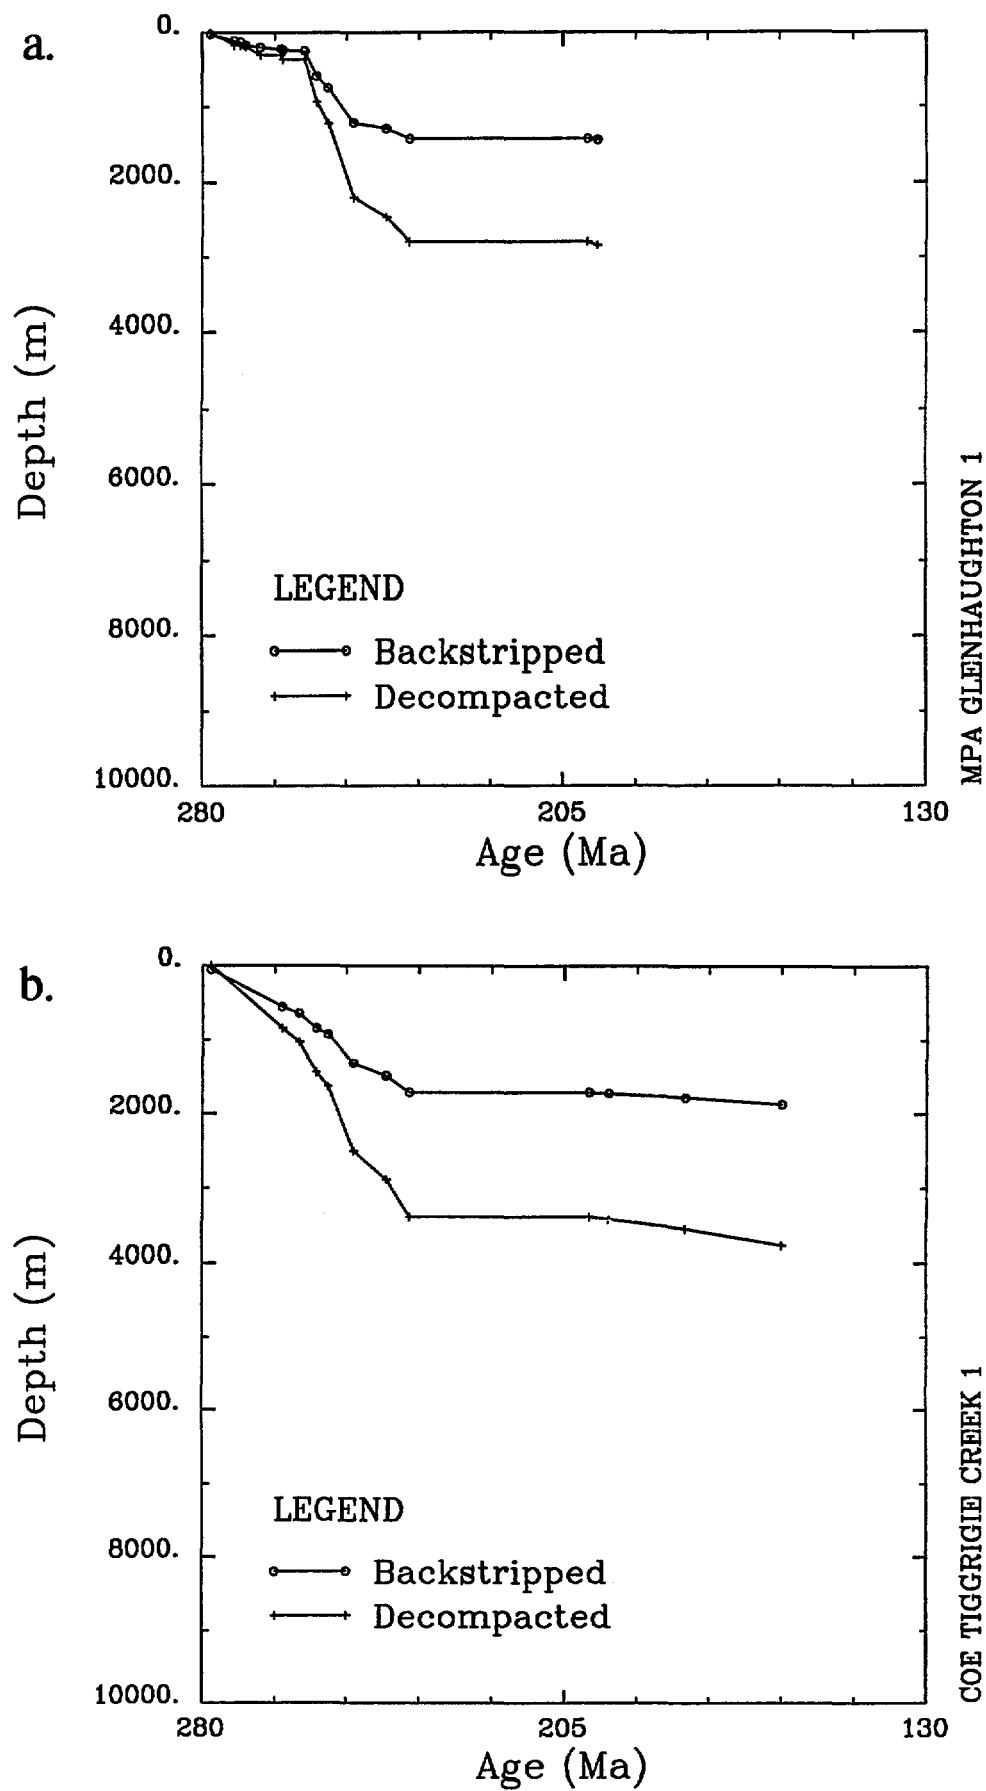 a.
0.
2000.
4000.
6000.
8000.
10000.
Depth (m)
LEGEND
Backstripped
Decompacted
280
205
130
Age (Ma)
MPA GLENHAUGHTON 1
b.
0.
2000.
4000.
6000.
8000.
10000.
Depth (m)
LEGEND
Backstripped
Decompacted
280
205
130
Age (Ma)
COE TIGGRIGIE CREEK 1